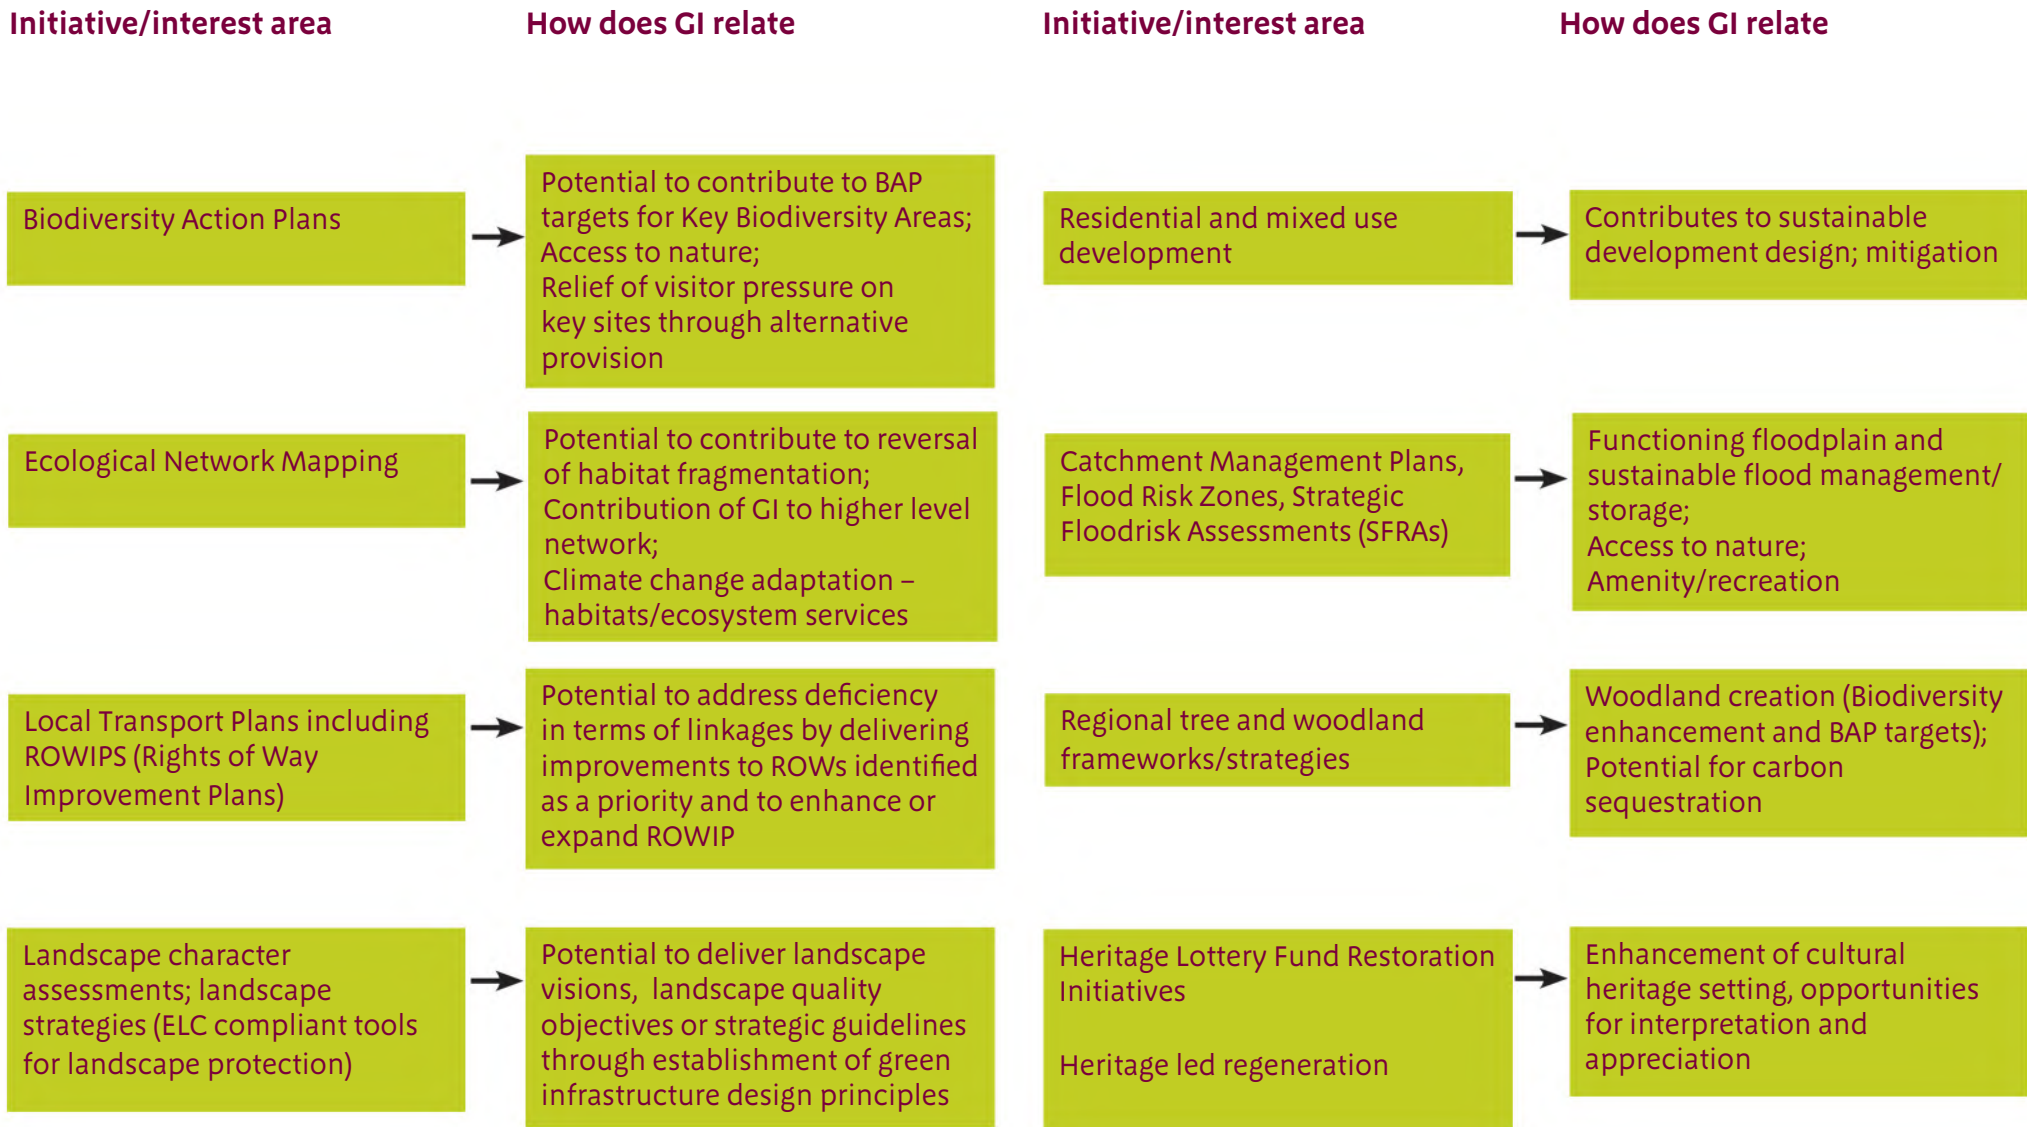 Initiative/interest area
How does GI relate
Initiative/interest area
How does GI relate
Biodiversity Action Plans
Potential to contribute to BAP
targets for Key Biodiversity Areas;
Access to nature;
Relief of visitor pressure on
key sites through alternative
provision
Residential and mixed use
development
Contributes to sustainable
development design; mitigation
Ecological Network Mapping
Potential to contribute to reversal
of habitat fragmentation;
Contribution of GI to higher level
network;
Climate change adaptation –
habitats/ecosystem services
Catchment Management Plans,
Flood Risk Zones, Strategic
Floodrisk Assessments (SFRAs)
Functioning floodplain and
sustainable flood management/
storage;
Access to nature;
Amenity/recreation
Local Transport Plans including
ROWIPS (Rights of Way
Improvement Plans)
Potential to address deficiency
in terms of linkages by delivering
improvements to ROWs identified
as a priority and to enhance or
expand ROWIP
Regional tree and woodland
frameworks/strategies
Woodland creation (Biodiversity
enhancement and BAP targets);
Potential for carbon
sequestration
Landscape character
assessments; landscape
strategies (ELC compliant tools
for landscape protection)
Potential to deliver landscape
visions, landscape quality
objectives or strategic guidelines
through establishment of green
infrastructure design principles
Heritage Lottery Fund Restoration
Initiatives
Heritage led regeneration
Enhancement of cultural
heritage setting, opportunities
for interpretation and
appreciation